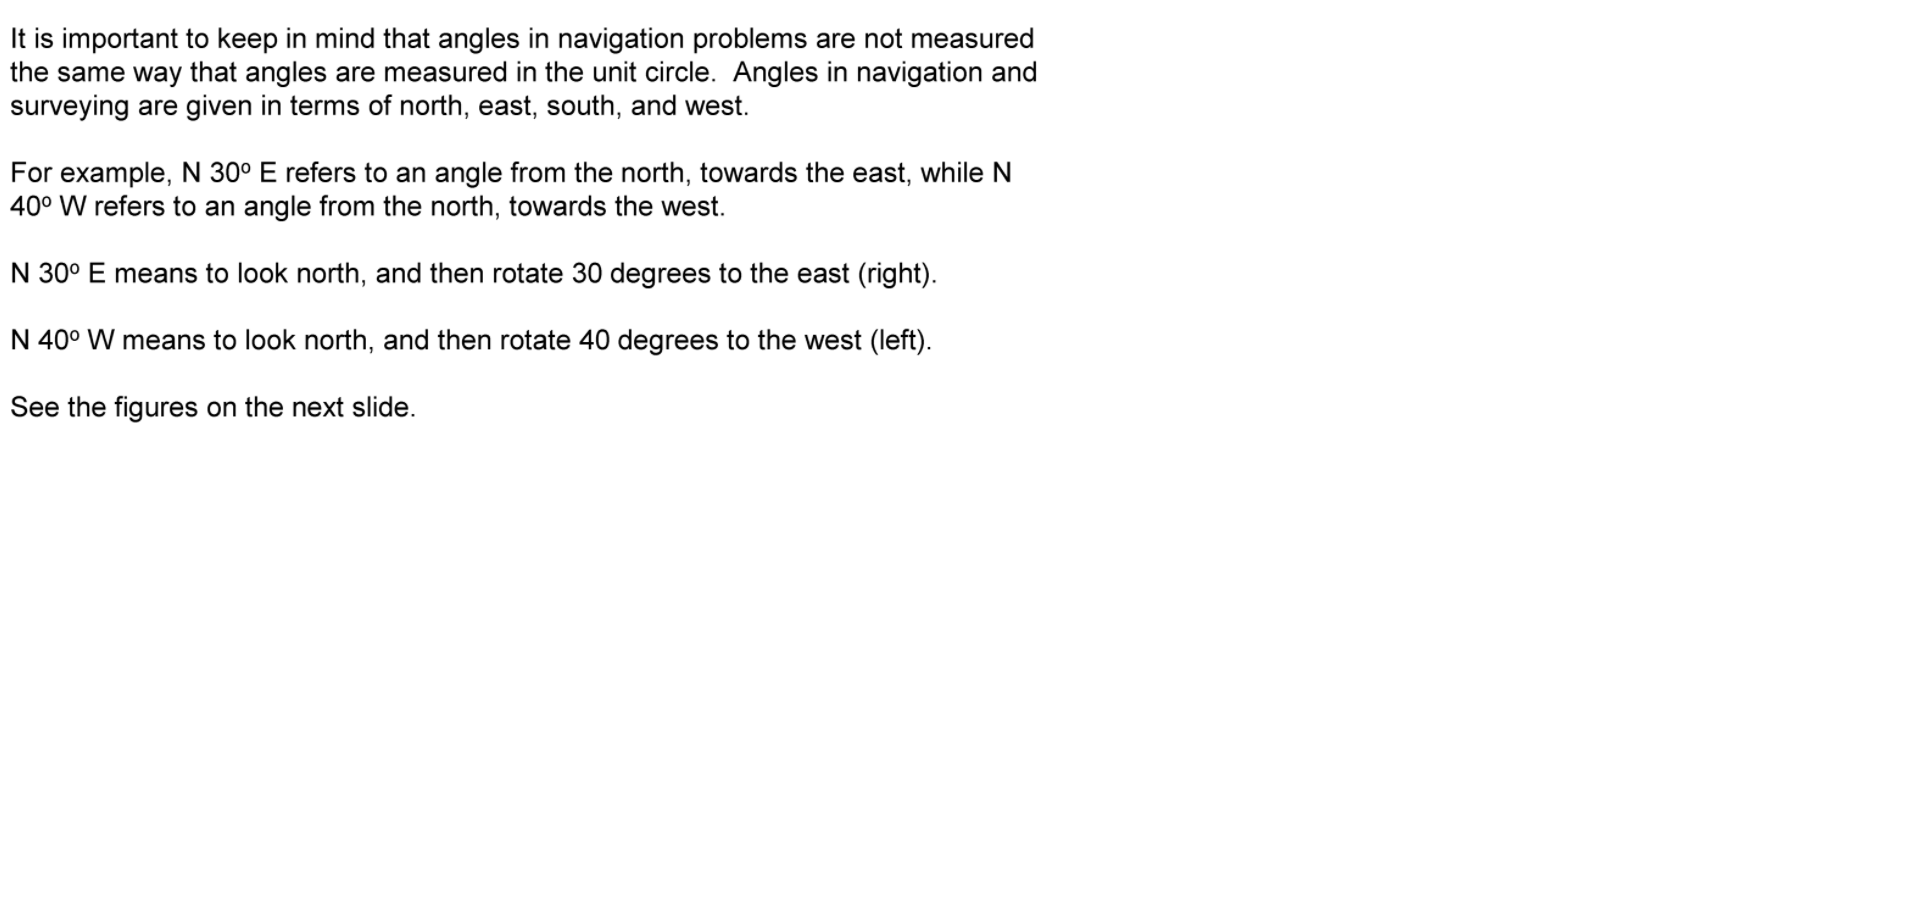 It is important to keep in mind that angles in navigation problems are not measured
the same way that angles are measured in the unit circle.  Angles in navigation and
surveying are given in terms of north, east, south, and west.
For example, N 30º E refers to an angle from the north, towards the east, while N
40º W refers to an angle from the north, towards the west.
N 30º E means to look north, and then rotate 30 degrees to the east (right).
N 40º W means to look north, and then rotate 40 degrees to the west (left).
See the figures on the next slide.